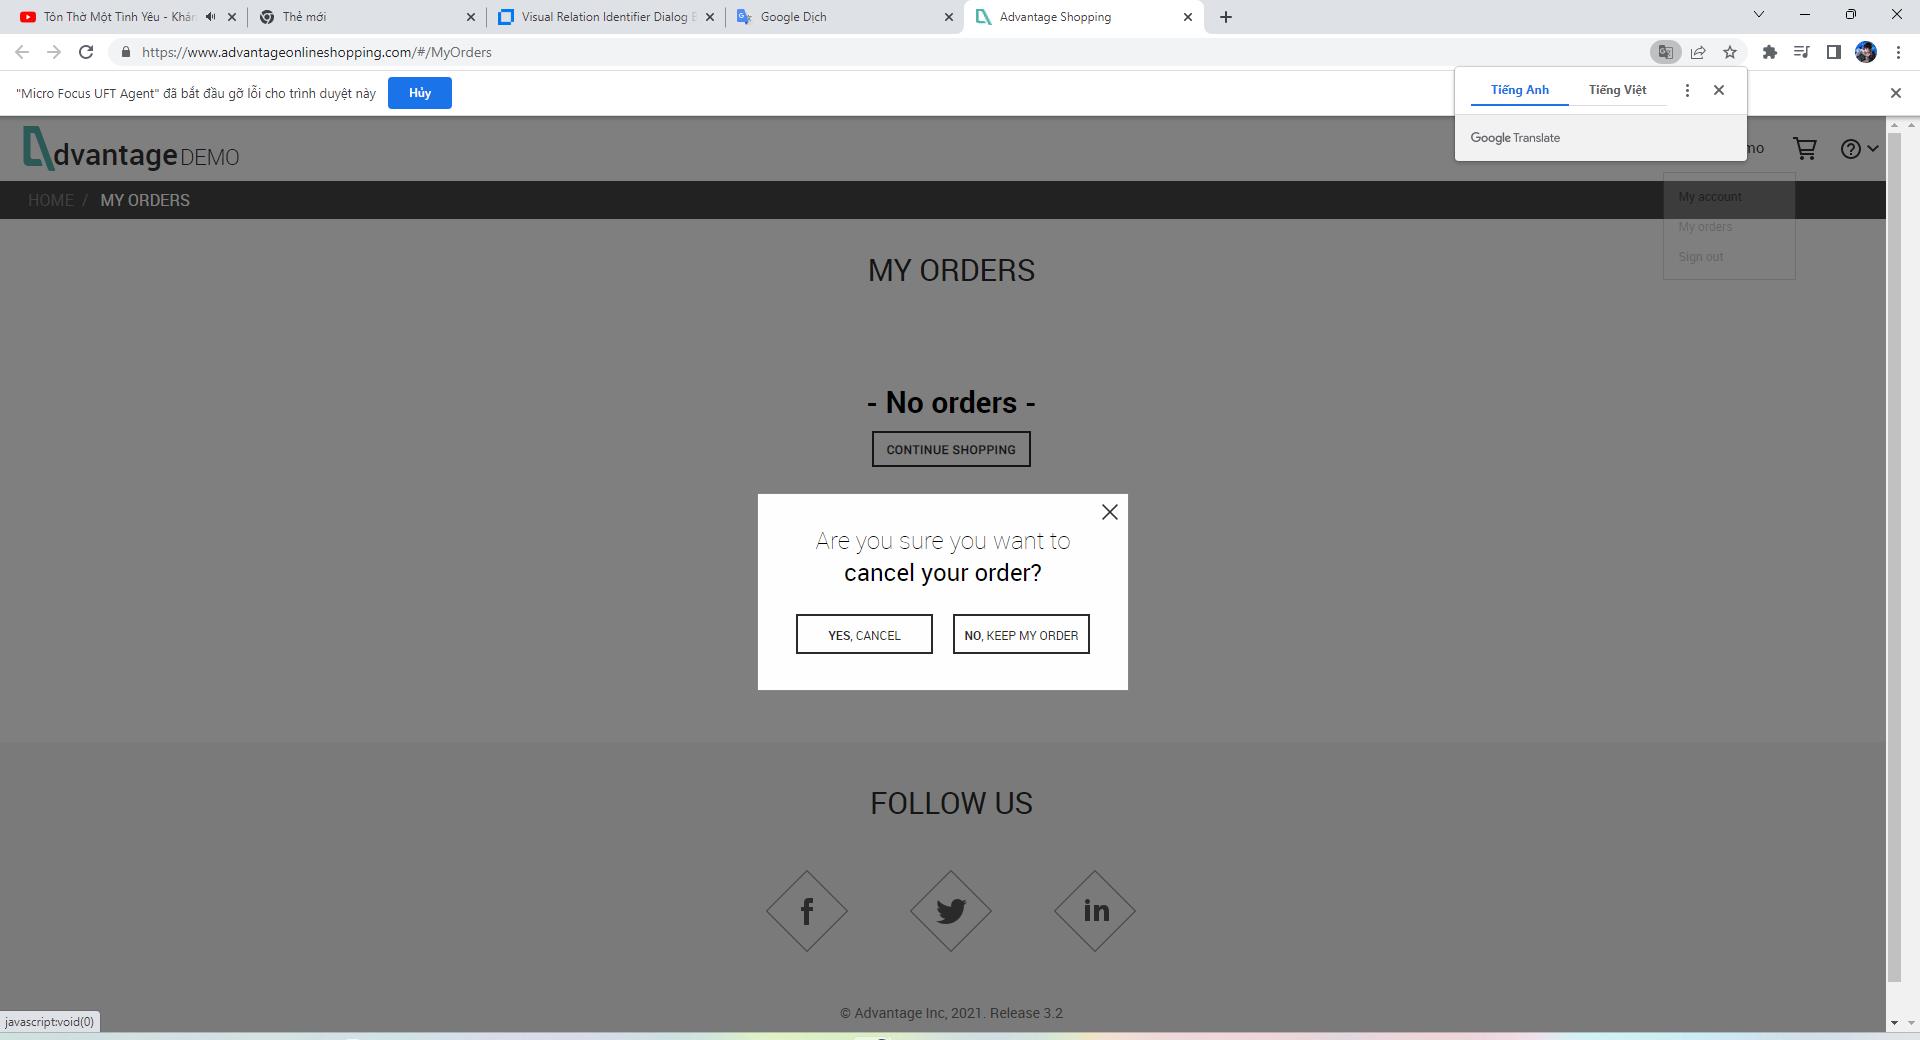 Tôn Thờ Một Tình Yêu - Khán
Thẻ mới
Visual Relation Identifier Dialog B
Google Dịch
Advantage Shopping
https://www.advantageonlineshopping.com/#/MyOrders
"Micro Focus UFT Agent" đã bắt đầu gỡ lỗi cho trình duyệt này
Hủy
Tiếng Anh
Tiếng Việt
Google Translate
dvantage DEMO
mo
HOME / MY ORDERS
My account
My orders
Sign out
MY ORDERS
- No orders -
CONTINUE SHOPPING
Are you sure you want to
cancel your order?
YES, CANCEL
NO, KEEP MY ORDER
FOLLOW US
f
in
© Advantage Inc, 2021. Release 3.2
javascript:void(0)